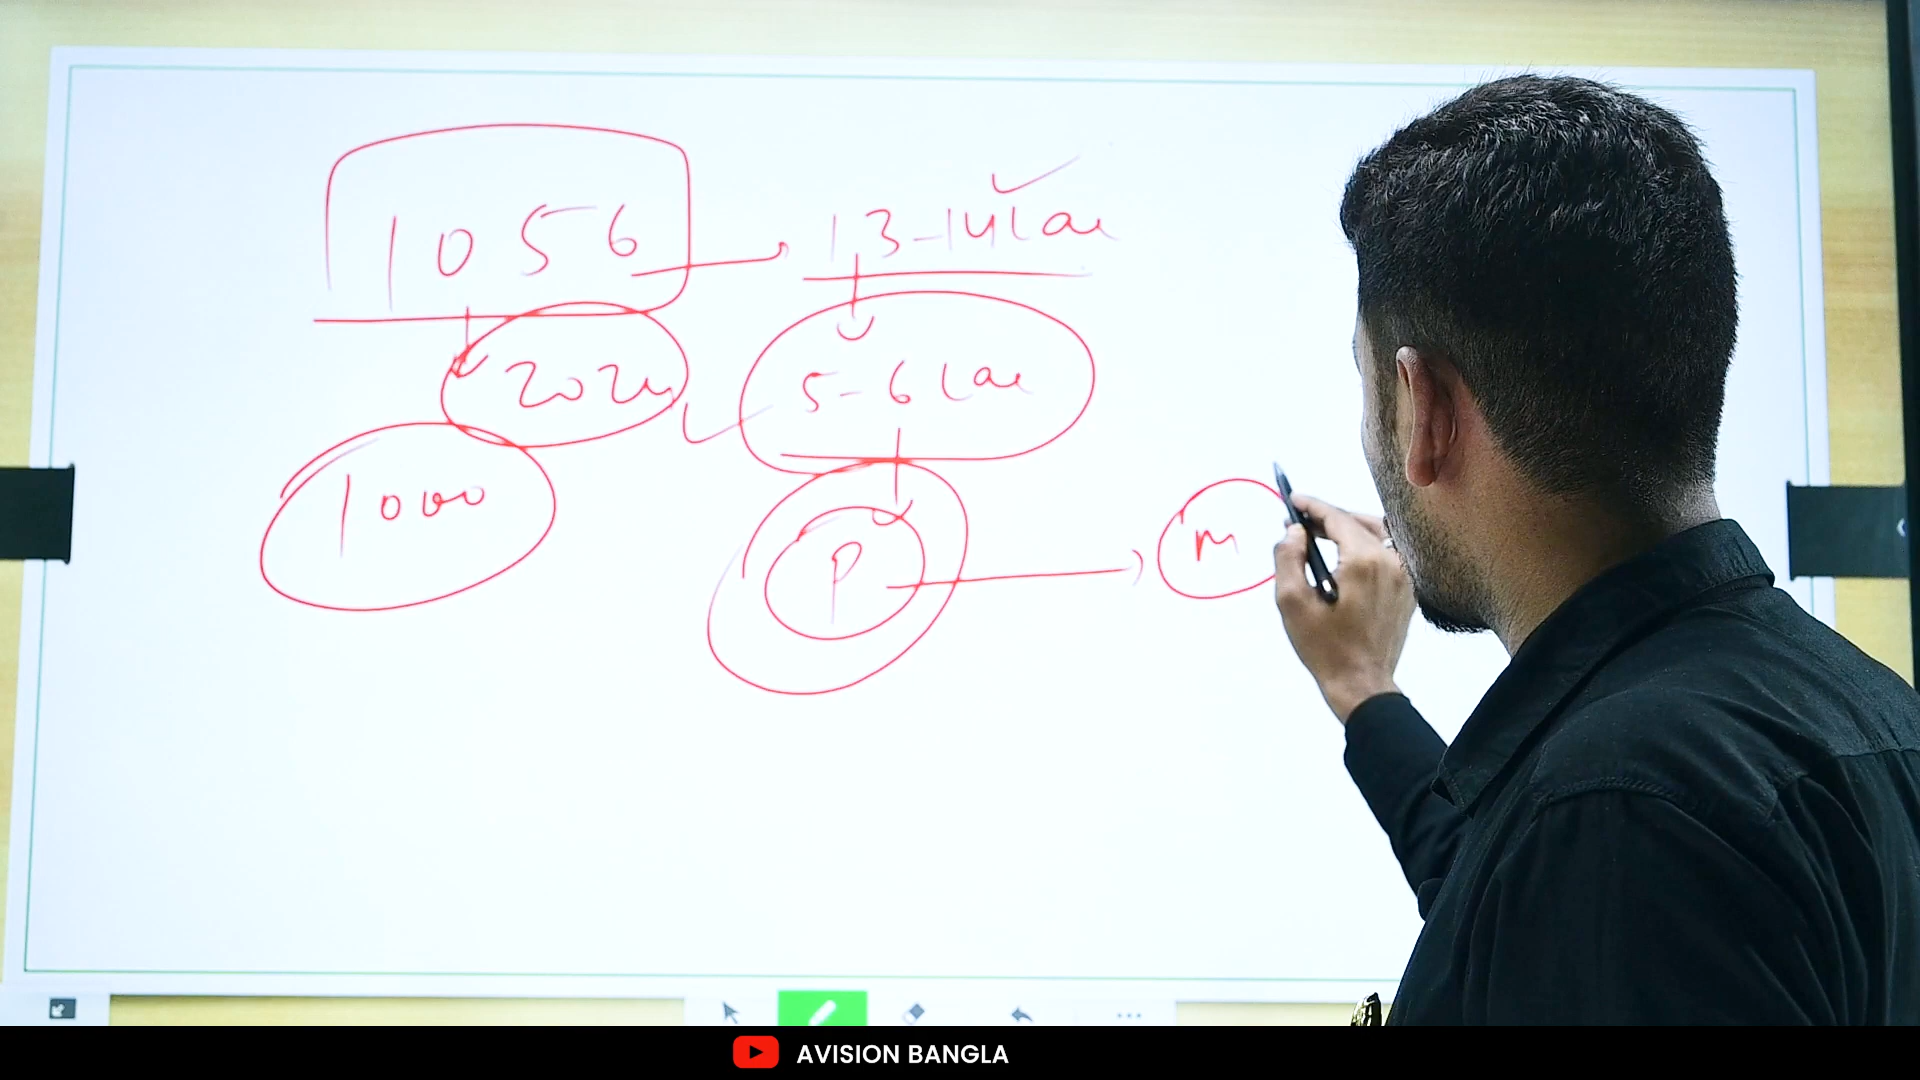 1056 → 13-14 Lac
2024 5-6 Lac
1000
P → M
AVISION BANGLA